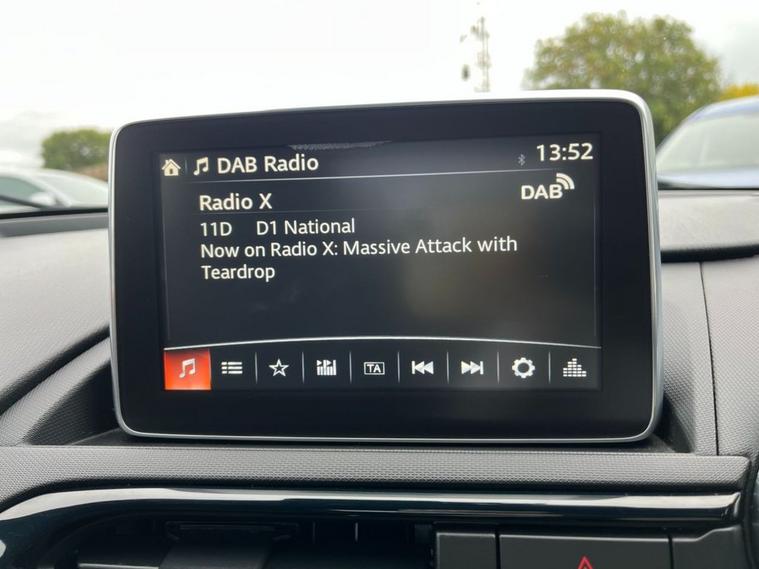 DAB Radio
13:52
Radio X
DAB
11D D1 National
Now on Radio X: Massive Attack with
Teardrop
TA